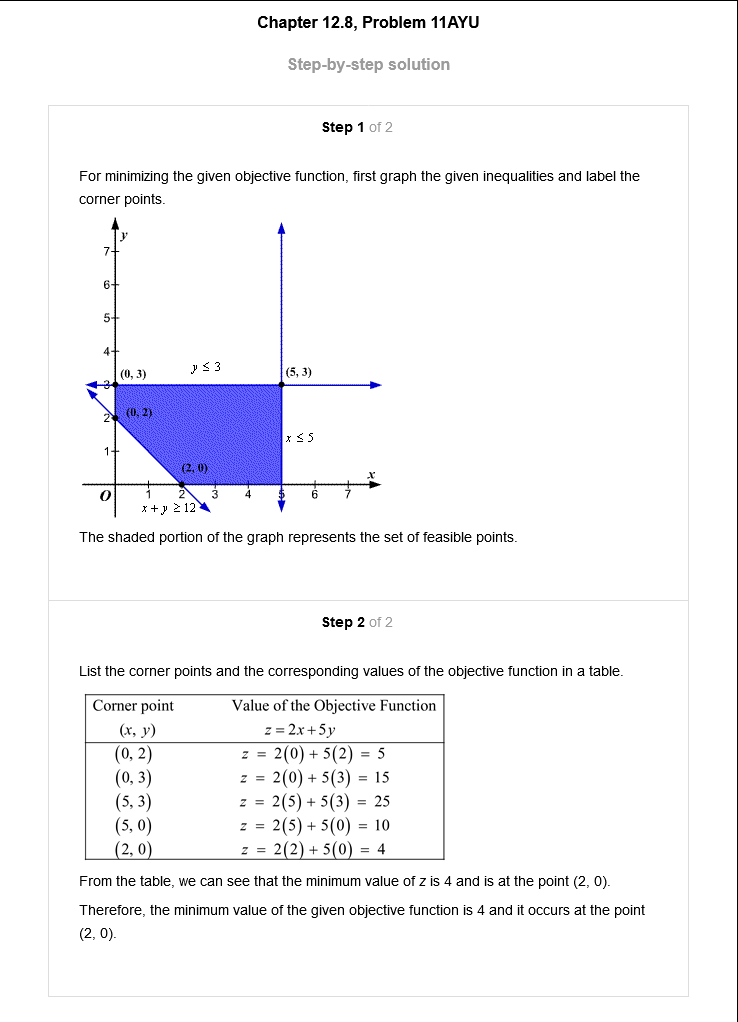 Chapter 12.8, Problem 11AYU
Step-by-step solution
Step 1 of 2
For minimizing the given objective function, first graph the given inequalities and label the
corner points.
y
7
6
5
4
(0, 3) y ≤ 3 (5, 3)
3
2 (0, 2)
x ≤ 5
1
(2, 0) x
O 1 2 3 4 5 6 7
x + y ≥ 12
The shaded portion of the graph represents the set of feasible points.
Step 2 of 2
List the corner points and the corresponding values of the objective function in a table.
Corner point Value of the Objective Function
(x, y) z = 2x+5y
(0, 2) z = 2(0) + 5(2) = 5
(0, 3) z = 2(0) + 5(3) = 15
(5, 3) z = 2(5) + 5(3) = 25
(5, 0) z = 2(5) + 5(0) = 10
(2, 0) z = 2(2) + 5(0) = 4
From the table, we can see that the minimum value of z is 4 and is at the point (2, 0).
Therefore, the minimum value of the given objective function is 4 and it occurs at the point
(2, 0).